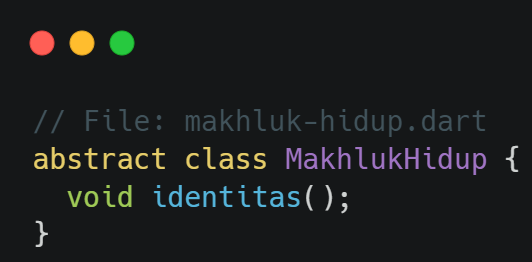 // File: makhluk-hidup.dart
abstract class MakhlukHidup {
  void identitas();
}